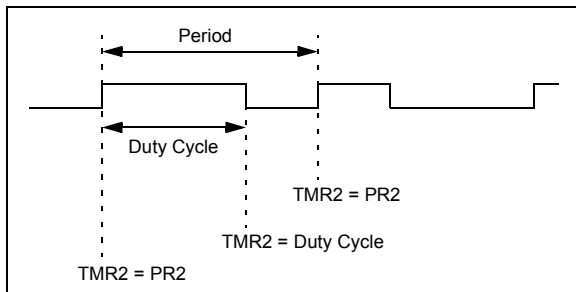 Period
Duty Cycle
TMR2 = PR2
TMR2 = Duty Cycle
TMR2 = PR2